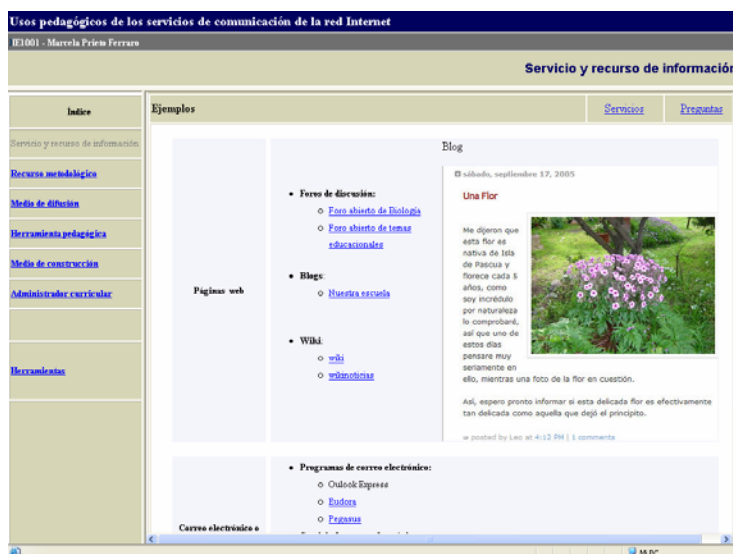 Usos pedagógicos de los servicios de comunicación de la red Internet
IE1001 - Marcela Prieto Ferraro
Servicio y recurso de información
Índice
Servicio y recurso de información
Recurso metodológico
Medio de difusión
Herramienta pedagógica
Medio de construcción
Administrador curricular
Herramientas
Ejemplos
Servicios
Preguntas
Páginas web
Foros de discusión:
Foro abierto de Biología
Foro abierto de temas
educacionales
Blogs:
Nuestra escuela
Wiki:
wiki
wikinoticias
Blog
sábado, septiembre 17, 2005
Una Flor
Me dijeron que
esta flor es
nativa de Isla
de Pascua y
florece cada 5
años, como
soy incrédulo
por naturaleza
lo comprobaré,
así que uno de
estos días
pensare muy
seriamente en
ello, mientras una foto de la flor en cuestión.
Así, espero pronto informar si esta delicada flor es efectivamente
tan delicada como aquella que dejó el principito.
posted by Leo at 4:12 PM | 1 comments
Correo electrónico o
Programas de correo electrónico:
Oulook Express
Eudora
Pegasus
Mi PC